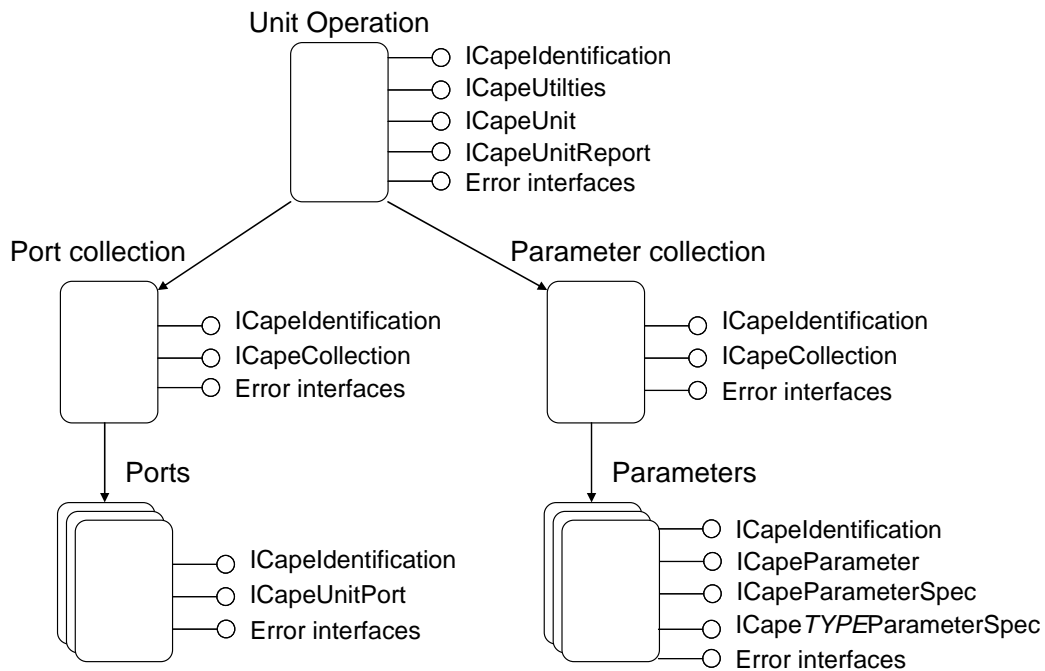 Unit Operation
ICapeIdentification
ICapeUtilties
ICapeUnit
ICapeUnitReport
Error interfaces
Port collection
ICapeIdentification
ICapeCollection
Error interfaces
Parameter collection
ICapeIdentification
ICapeCollection
Error interfaces
Ports
ICapeIdentification
ICapeUnitPort
Error interfaces
Parameters
ICapeIdentification
ICapeParameter
ICapeParameterSpec
ICapeTYPEParameterSpec
Error interfaces